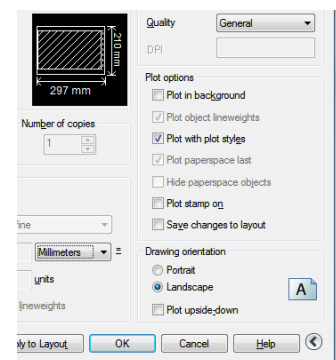 210 mm
297 mm
Number of copies
1
Millimeters
=
units
lineweights
Quality
General
DPI
Plot options
Plot in background
Plot object lineweights
Plot with plot styles
Plot paperspace last
Hide paperspace objects
Plot stamp on
Save changes to layout
Drawing orientation
Portrait
Landscape
A
Plot upside-down
to Layout
OK
Cancel
Help